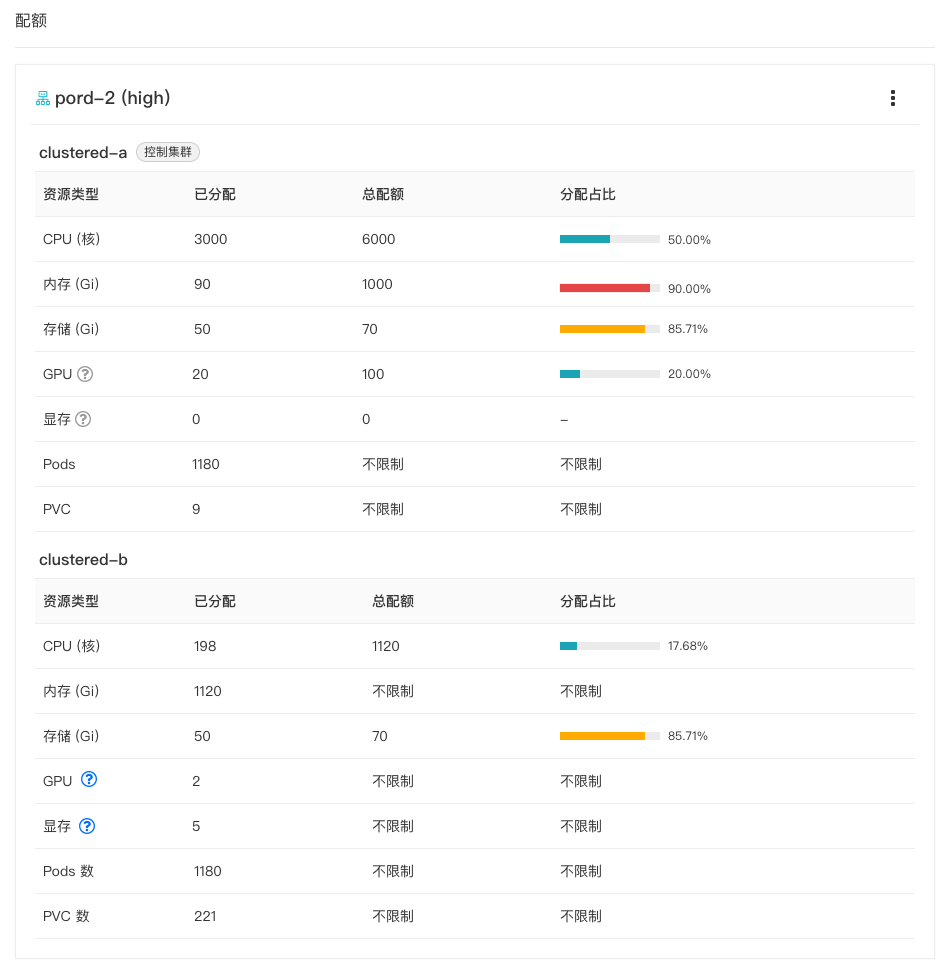 配额
pord-2 (high)
clustered-a 控制集群
资源类型 已分配 总配额 分配占比
CPU (核) 3000 6000 50.00%
内存 (Gi) 90 1000 90.00%
存储 (Gi) 50 70 85.71%
GPU ? 20 100 20.00%
显存 ? 0 0 –
Pods 1180 不限制 不限制
PVC 9 不限制 不限制
clustered-b
资源类型 已分配 总配额 分配占比
CPU (核) 198 1120 17.68%
内存 (Gi) 1120 不限制 不限制
存储 (Gi) 50 70 85.71%
GPU ? 2 不限制 不限制
显存 ? 5 不限制 不限制
Pods 数 1180 不限制 不限制
PVC 数 221 不限制 不限制